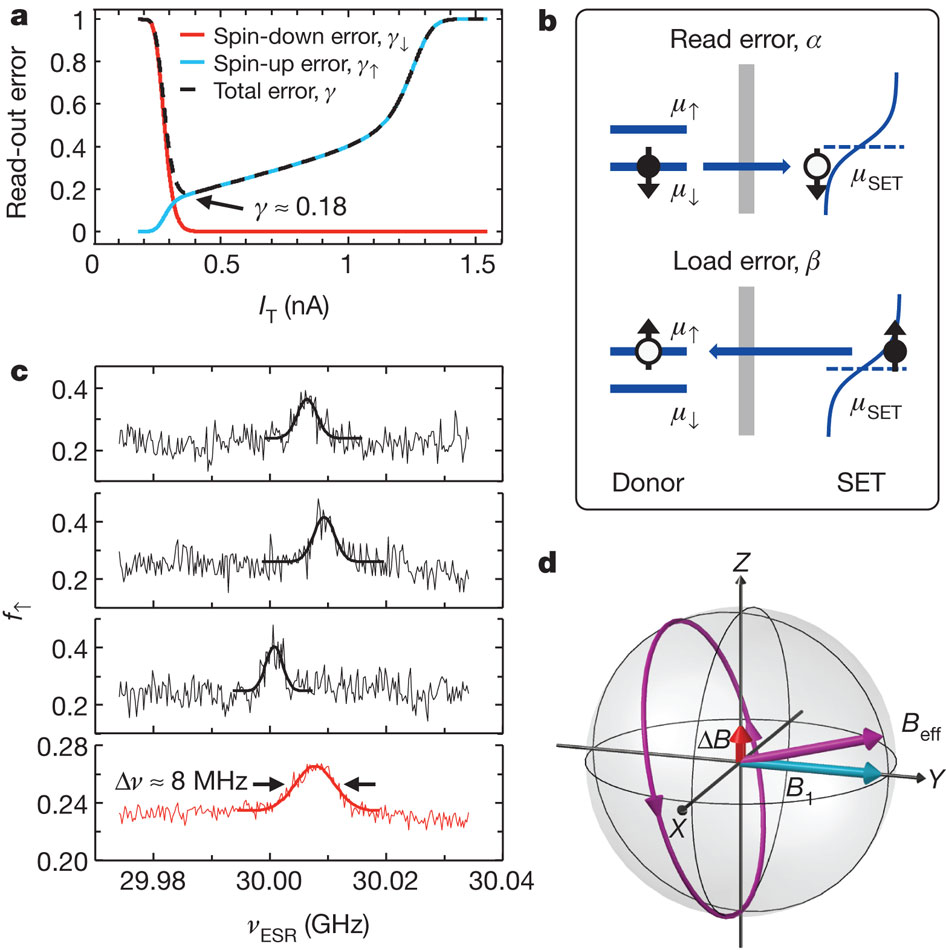 a
Read-out error
1
0.8
0.6
0.4
0.2
0
Spin-down error, γ↓
Spin-up error, γ↑
Total error, γ
γ ≈ 0.18
0
0.5
1
1.5
I_T (nA)
b
Read error, α
μ↑
μ↓
μ_SET
Load error, β
μ↑
μ↓
μ_SET
Donor
SET
c
f↑
0.4
0.2
0.4
0.2
0.4
0.2
0.28
0.24
0.20
Δν ≈ 8 MHz
29.98
30.00
30.02
30.04
ν_ESR (GHz)
d
Z
ΔB
B_eff
B_1
Y
X